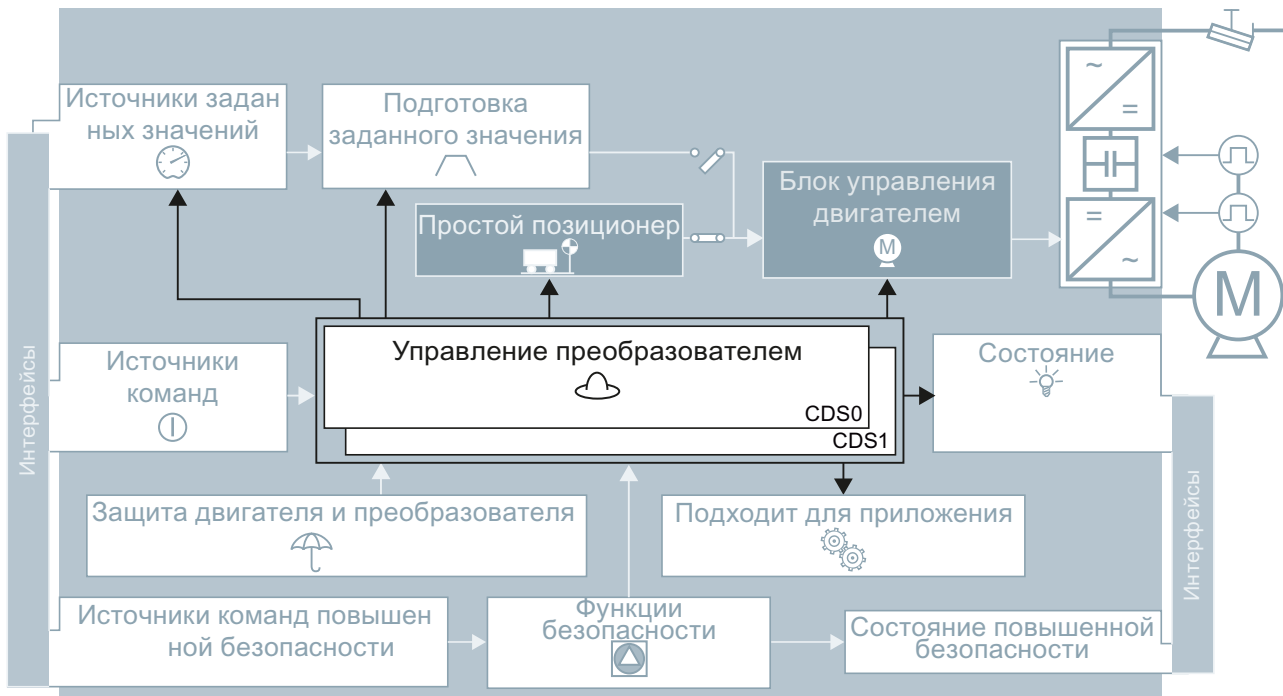 Источники задан
ных значений
Подготовка
заданного значения
~
=
Блок управления
двигателем
M
Простой позиционер
=
~
M
Интерфейсы
Источники
команд
Управление преобразователем
CDS0
CDS1
Состояние
Защита двигателя и преобразователя
Подходит для приложения
Интерфейсы
Источники команд повышен
ной безопасности
Функции
безопасности
Состояние повышенной
безопасности